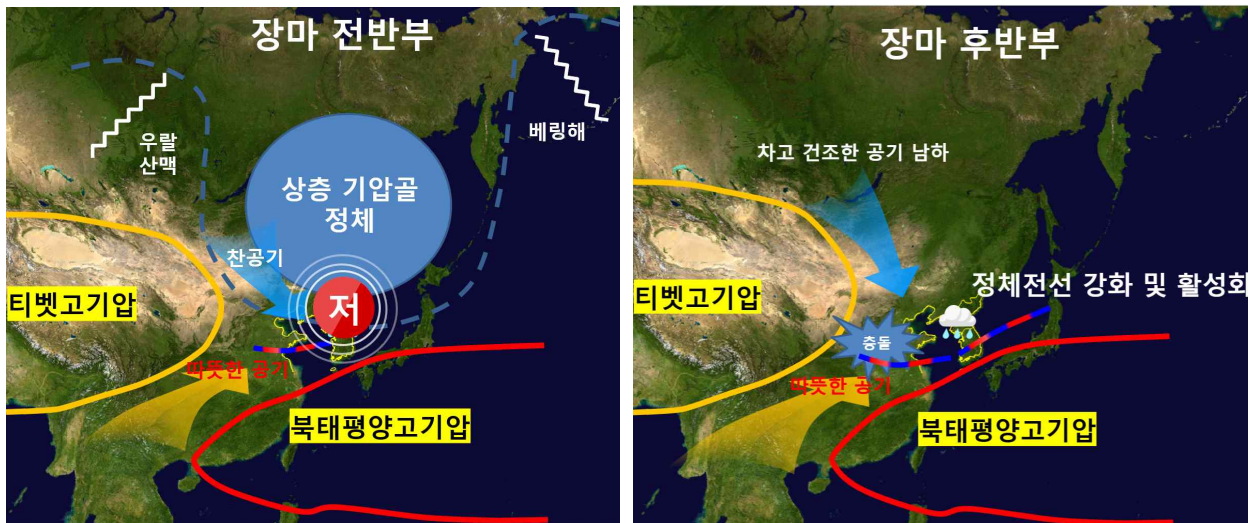 장마 전반부
우랄
산맥
베링해
상층 기압골
정체
찬공기
저
티벳고기압
따뜻한 공기
북태평양고기압
장마 후반부
차고 건조한 공기 남하
정체전선 강화 및 활성화
티벳고기압
충돌
따뜻한 공기
북태평양고기압